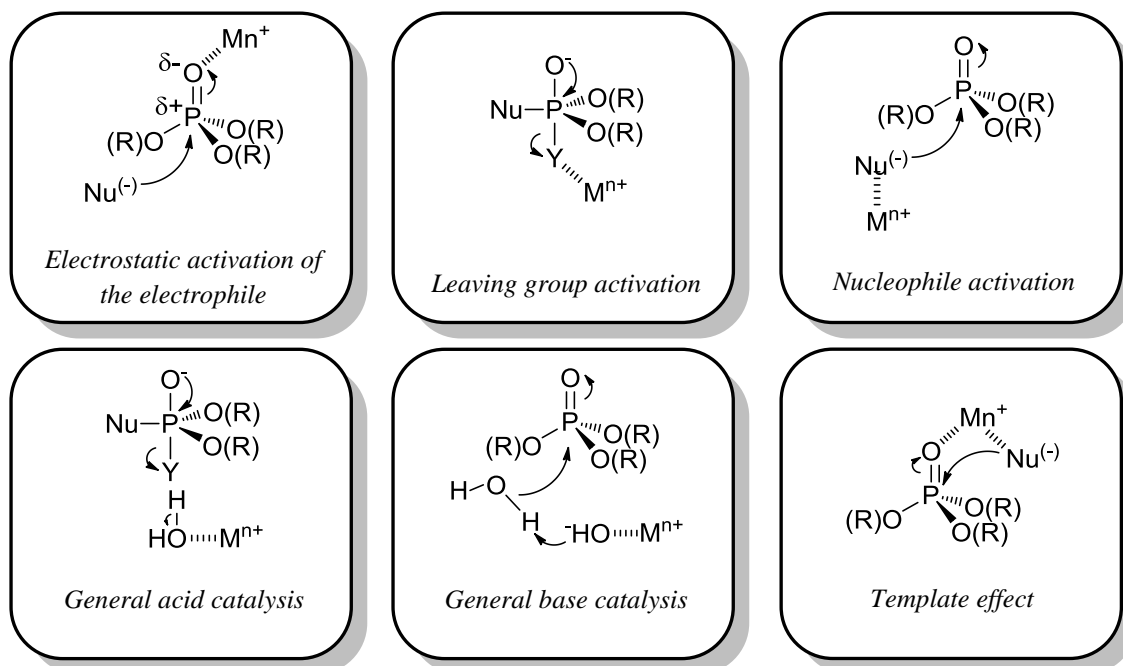 Mn⁺
δ-
O
δ+
P
(R)O
O(R)
O(R)
Nu⁽⁻⁾
Electrostatic activation of
the electrophile
O⁻
Nu
P
O(R)
O(R)
Y
Mⁿ⁺
Leaving group activation
O
P
(R)O
O(R)
O(R)
Nu⁽⁻⁾
Mⁿ⁺
Nucleophile activation
O⁻
Nu
P
O(R)
O(R)
Y
H
HO
Mⁿ⁺
General acid catalysis
O
P
(R)O
O(R)
O(R)
H
O
H
⁻HO
Mⁿ⁺
General base catalysis
Mn⁺
O
Nu⁽⁻⁾
P
(R)O
O(R)
O(R)
Template effect